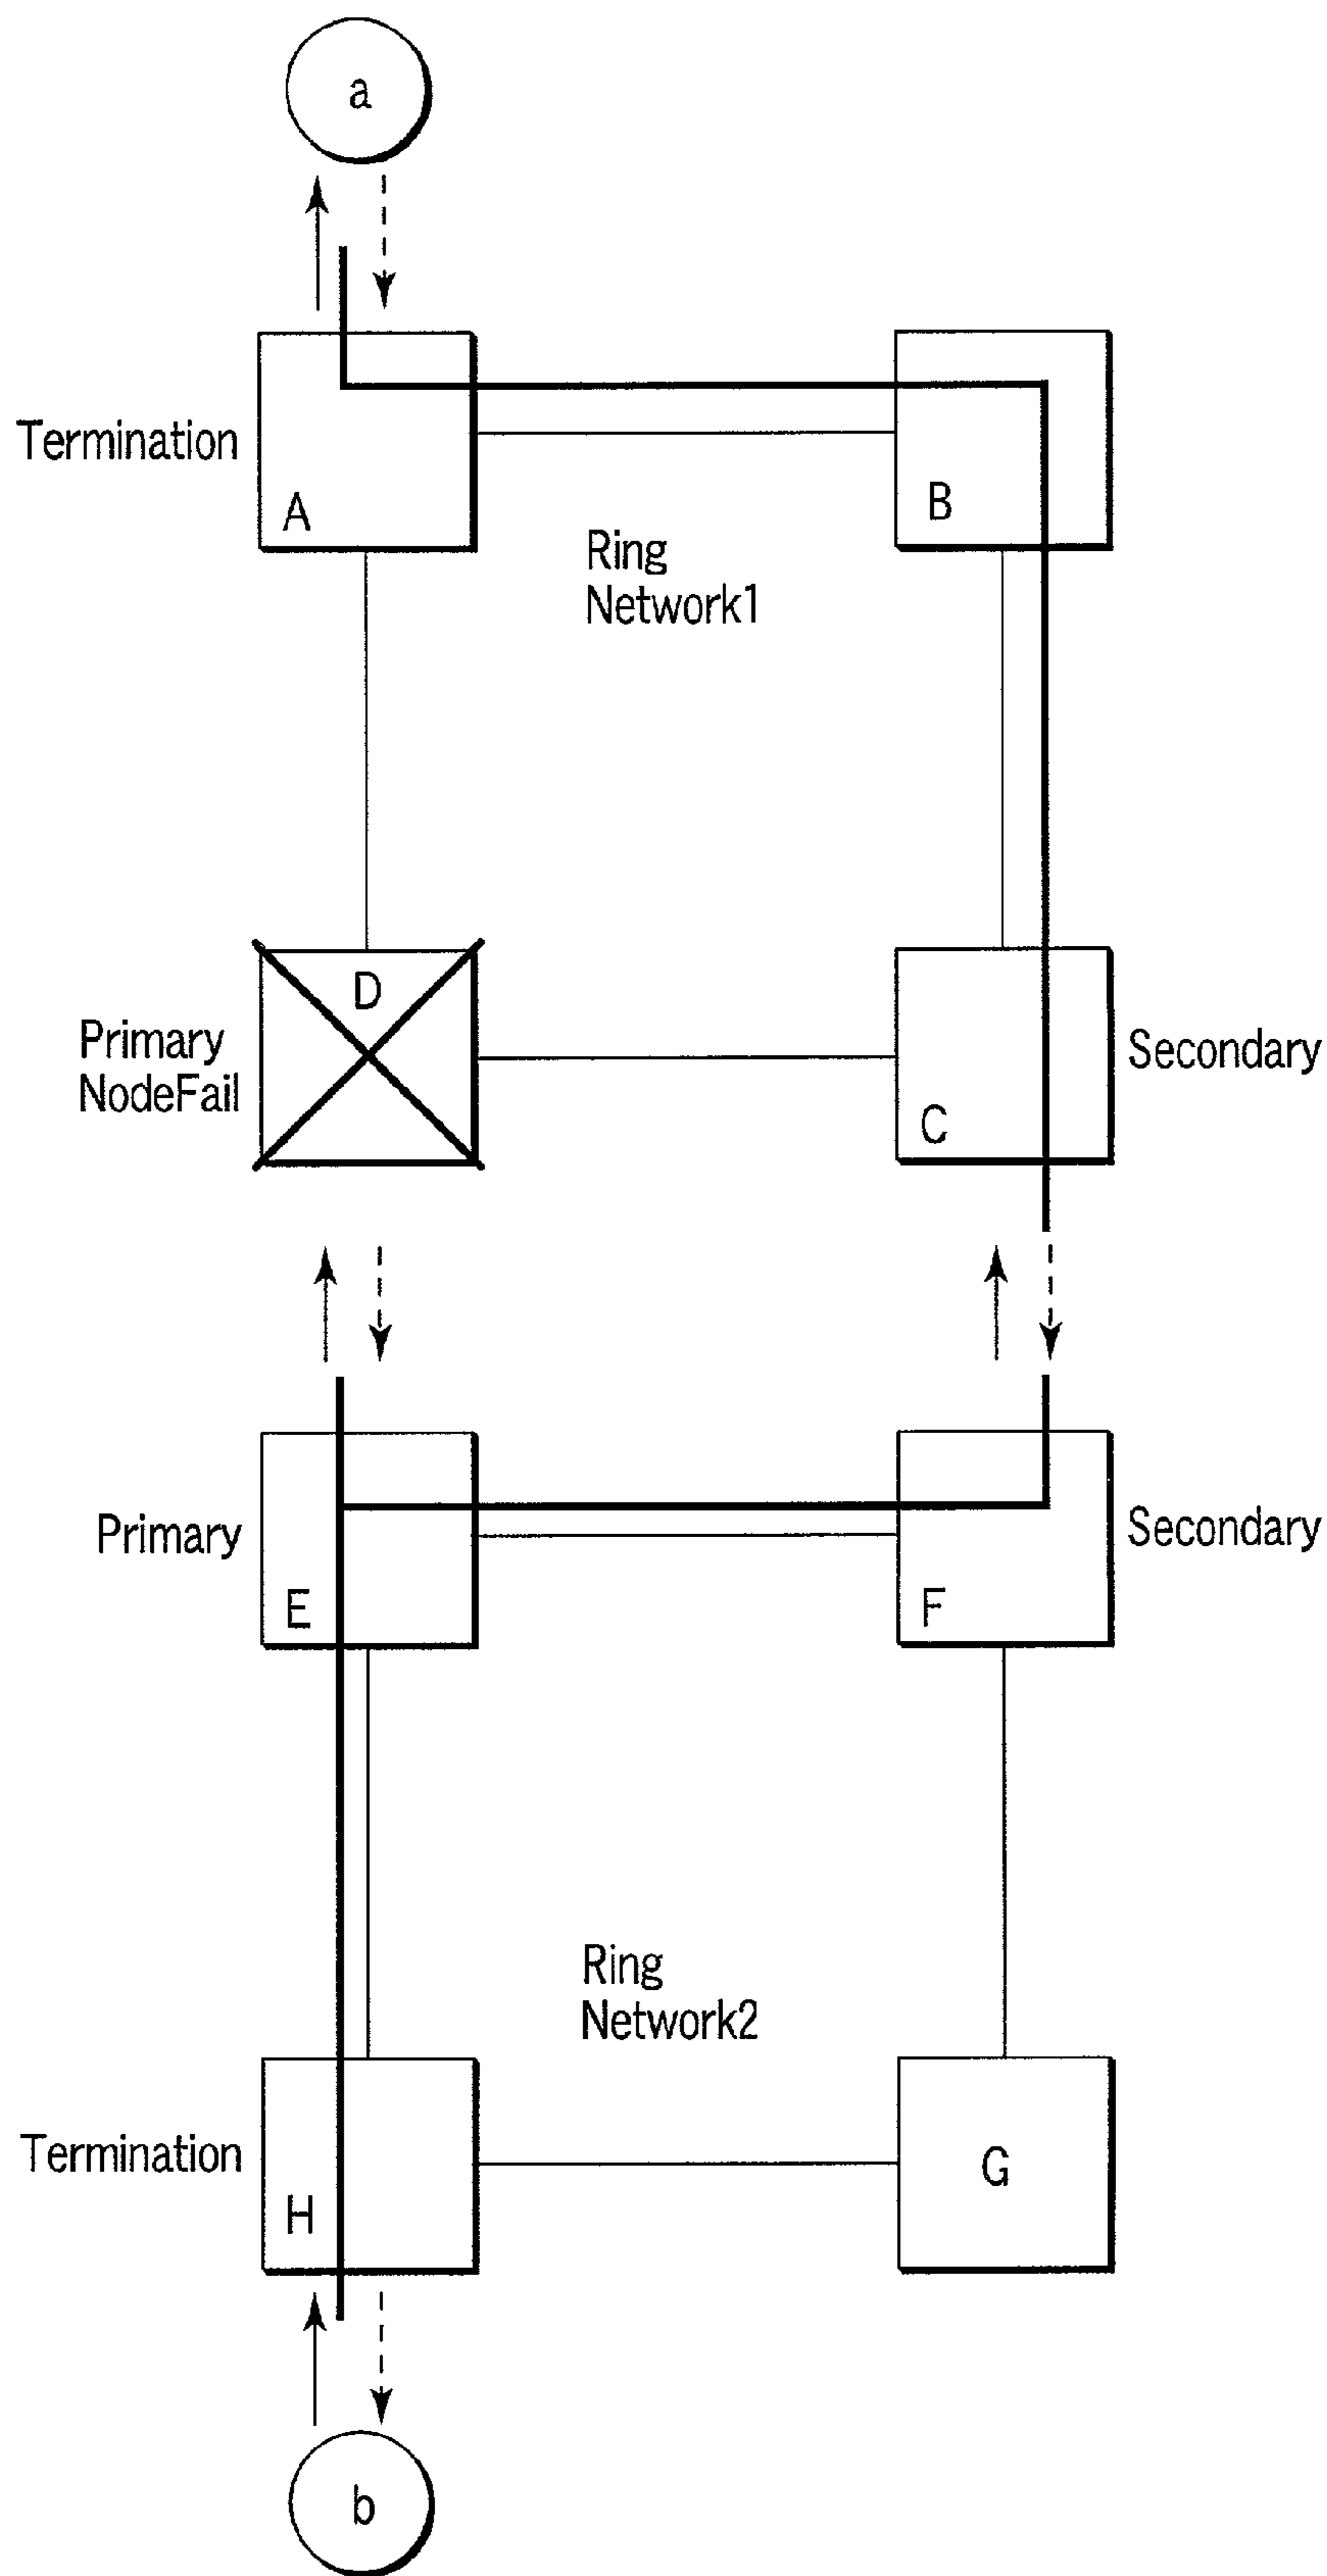 a
Termination
A
B
Ring
Network1
D
Primary
NodeFail
C
Secondary
Primary
E
F
Secondary
Ring
Network2
Termination
H
G
b